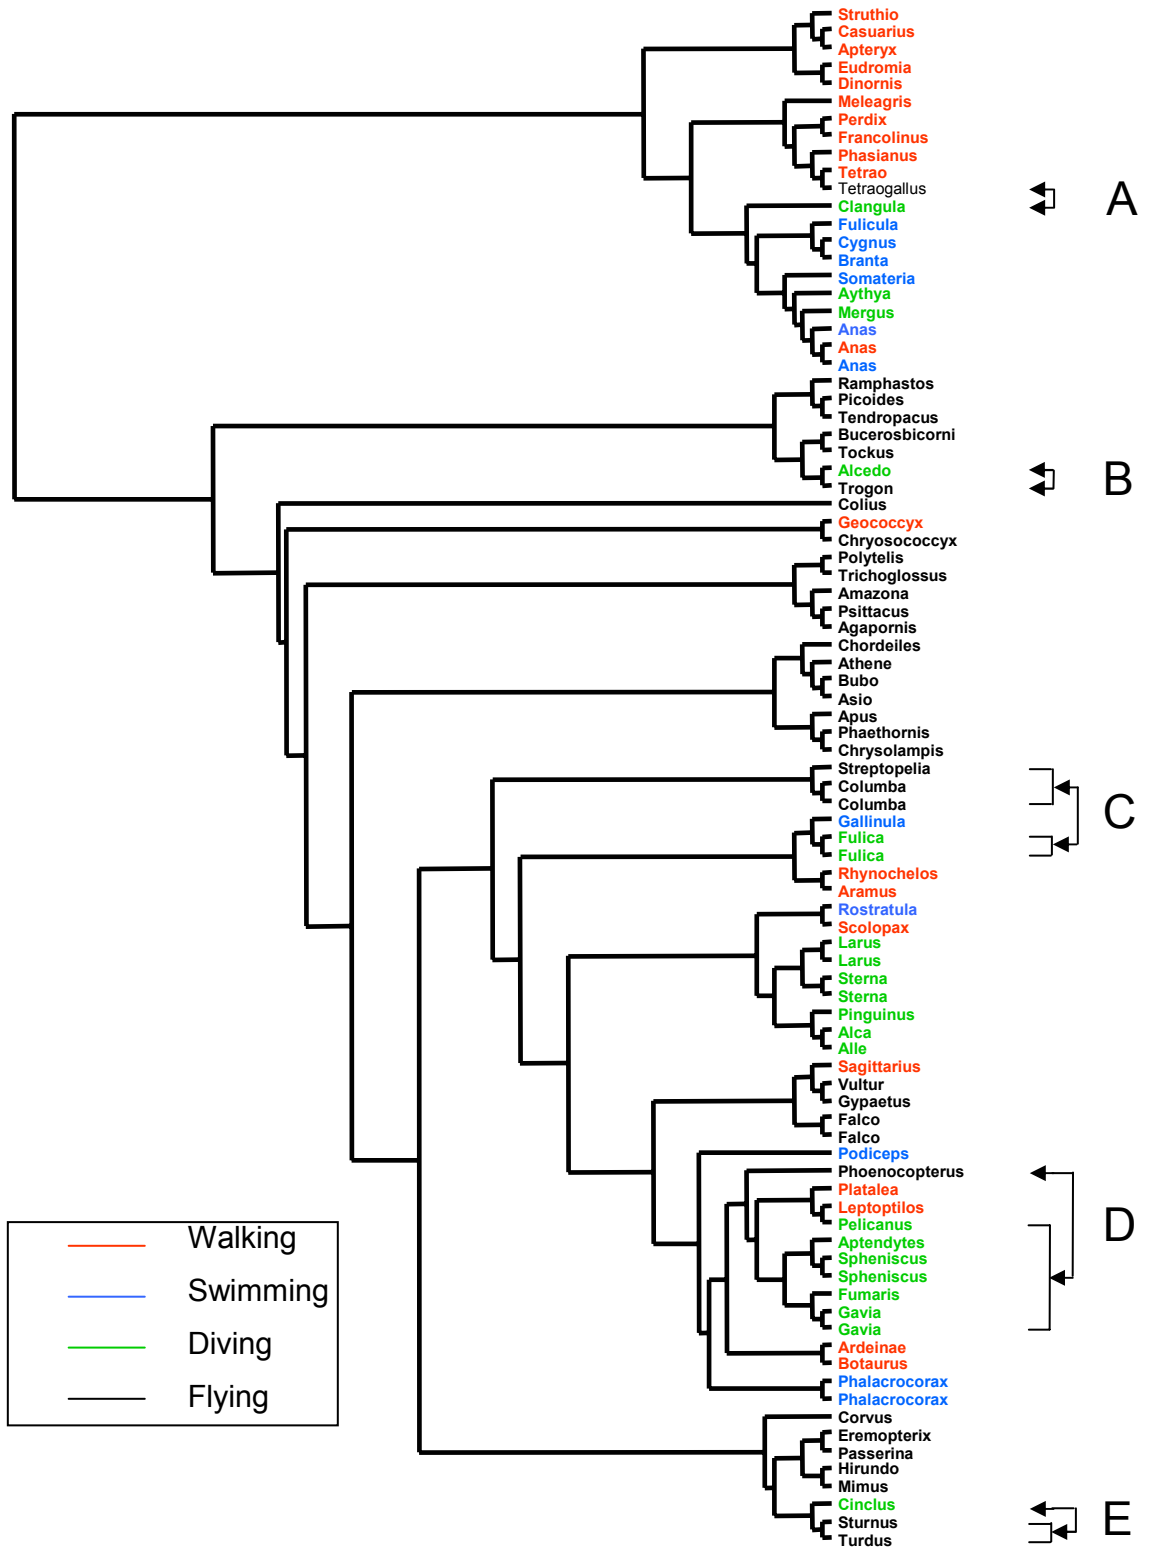 Struthio
Casuarius
Apteryx
Eudromia
Dinornis
Meleagris
Perdix
Francolinus
Phasianus
Tetrao
Tetraogallus
A
Clangula
Fulicula
Cygnus
Branta
Somateria
Aythya
Mergus
Anas
Anas
Anas
Ramphastos
Picoides
Tendropacus
Bucerosbicorni
Tockus
Alcedo
B
Trogon
Colius
Geococcyx
Chryosococcyx
Polytelis
Trichoglossus
Amazona
Psittacus
Agapornis
Chordeiles
Athene
Bubo
Asio
Apus
Phaethornis
Chrysolampis
Streptopelia
Columba
Columba
C
Gallinula
Fulica
Fulica
Rhynochelos
Aramus
Rostratula
Scolopax
Larus
Larus
Sterna
Sterna
Pinguinus
Alca
Alle
Sagittarius
Vultur
Gypaetus
Falco
Falco
Podiceps
Phoenocopterus
Platalea
Leptoptilos
Pelicanus
D
Aptendytes
Spheniscus
Spheniscus
Fumaris
Gavia
Gavia
Ardeinae
Botaurus
Phalacrocorax
Phalacrocorax
Corvus
Eremopterix
Passerina
Hirundo
Mimus
Cinclus
Sturnus
E
Turdus
Walking
Swimming
Diving
Flying